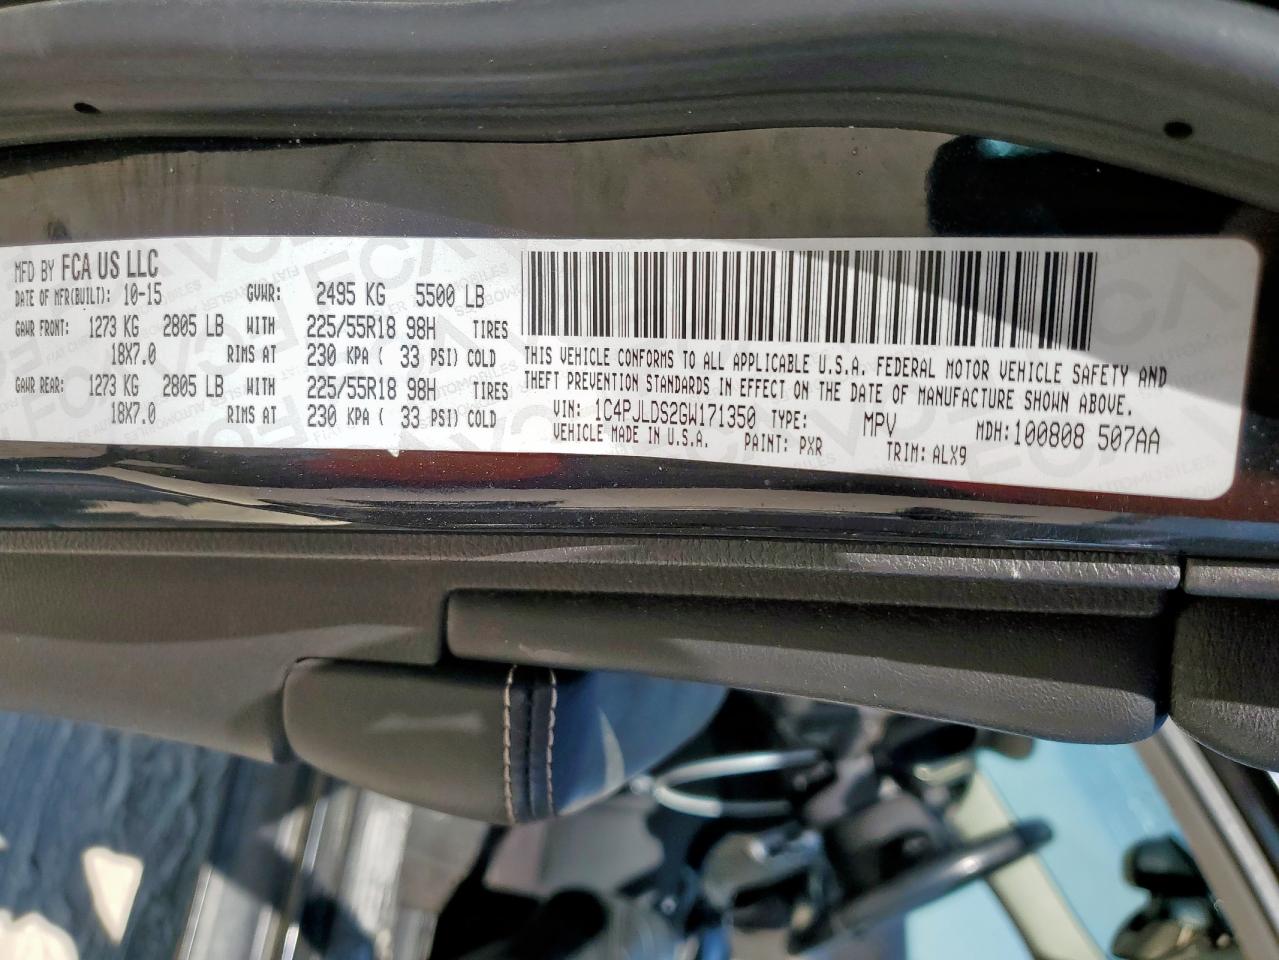 MFD BY FCA US LLC
DATE OF MFR(BUILT): 10-15 GVWR: 2495 KG 5500 LB
GAWR FRONT: 1273 KG 2805 LB WITH 225/55R18 98H TIRES
18X7.0 RIMS AT 230 KPA ( 33 PSI) COLD
GAWR REAR: 1273 KG 2805 LB WITH 225/55R18 98H TIRES
18X7.0 RIMS AT 230 KPA ( 33 PSI) COLD
THIS VEHICLE CONFORMS TO ALL APPLICABLE U.S.A. FEDERAL MOTOR VEHICLE SAFETY AND
THEFT PREVENTION STANDARDS IN EFFECT ON THE DATE OF MANUFACTURE SHOWN ABOVE.
VIN: 1C4PJLDS2GW171350 TYPE: MPV MDH:100808 507AA
VEHICLE MADE IN U.S.A. PAINT: PXR TRIM: ALX9